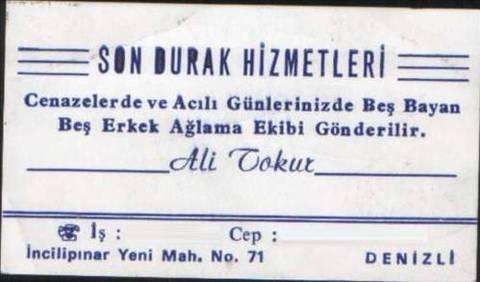 SON DURAK HİZMETLERİ
Cenazelerde ve Acılı Günlerinizde Beş Bayan
Beş Erkek Ağlama Ekibi Gönderilir.
Ali Tokur
☎ İş : Cep :
İncilipınar Yeni Mah. No. 71 DENİZLİ